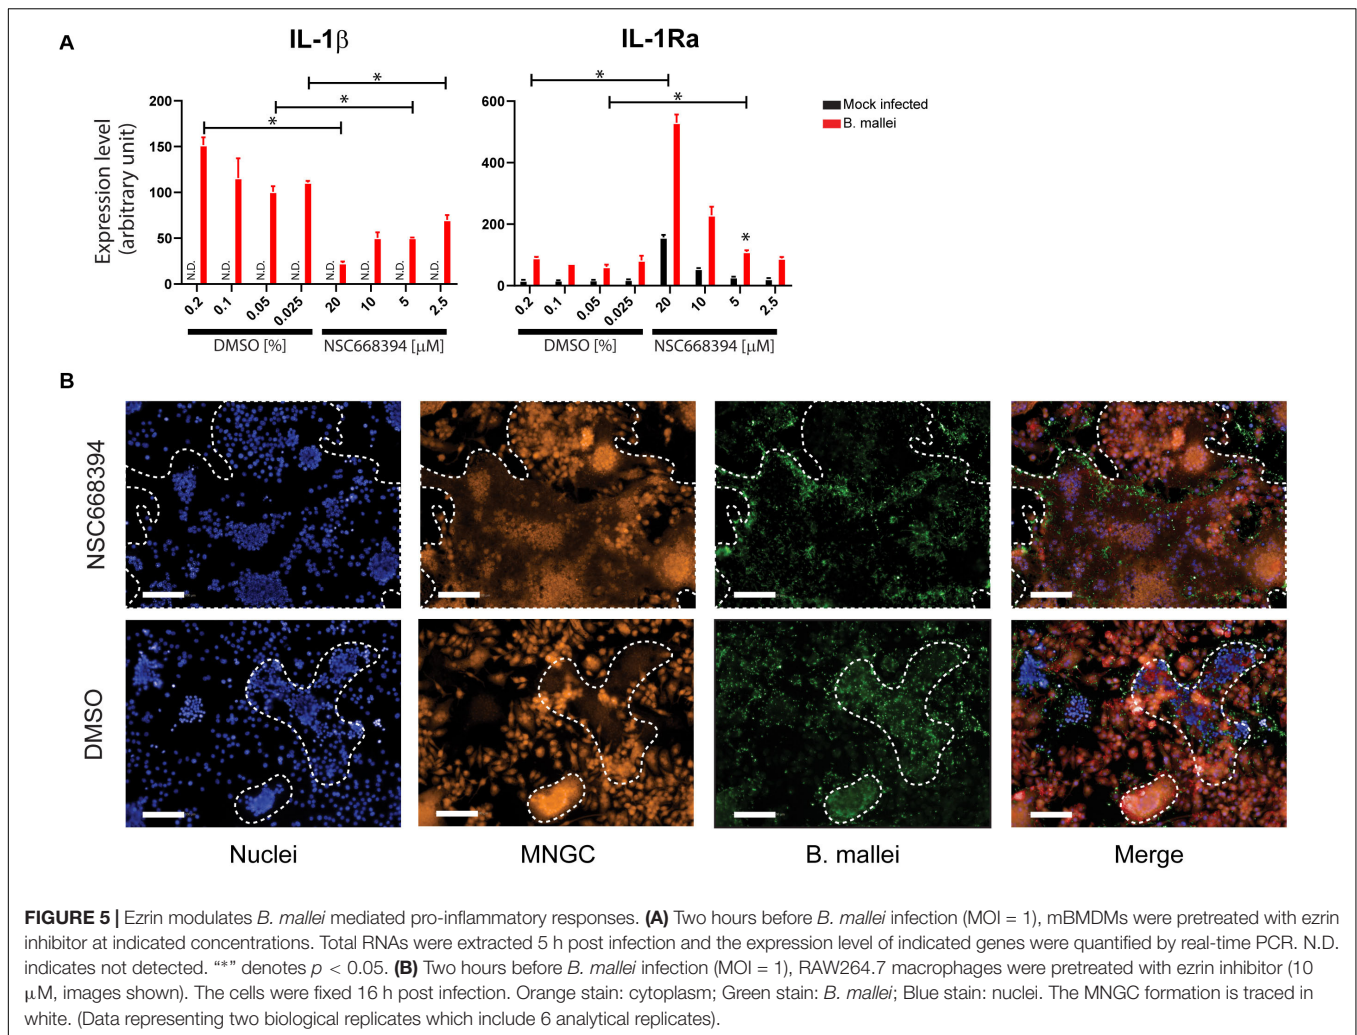 A
IL-1β
IL-1Ra
*
*
*
*
*
*
Expression level
(arbitrary unit)
200
150
100
50
0
N.D. N.D. N.D. N.D. N.D. N.D. N.D. N.D.
0.2 0.1 0.05 0.025 20 10 5 2.5
DMSO [%] NSC668394 [μM]
600
400
200
0
0.2 0.1 0.05 0.025 20 10 5 2.5
DMSO [%] NSC668394 [μM]
Mock infected
B. mallei
B
NSC668394
DMSO
Nuclei MNGC B. mallei Merge
FIGURE 5 | Ezrin modulates B. mallei mediated pro-inflammatory responses. (A) Two hours before B. mallei infection (MOI = 1), mBMDMs were pretreated with ezrin
inhibitor at indicated concentrations. Total RNAs were extracted 5 h post infection and the expression level of indicated genes were quantified by real-time PCR. N.D.
indicates not detected. “*” denotes p < 0.05. (B) Two hours before B. mallei infection (MOI = 1), RAW264.7 macrophages were pretreated with ezrin inhibitor (10
μM, images shown). The cells were fixed 16 h post infection. Orange stain: cytoplasm; Green stain: B. mallei; Blue stain: nuclei. The MNGC formation is traced in
white. (Data representing two biological replicates which include 6 analytical replicates).